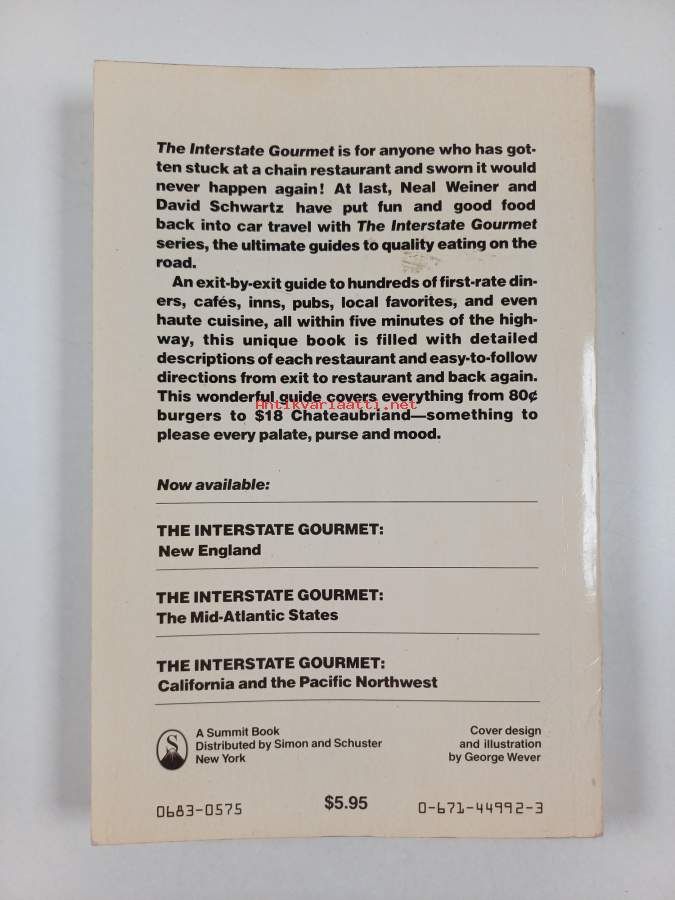 The Interstate Gourmet is for anyone who has got-
ten stuck at a chain restaurant and sworn it would
never happen again! At last, Neal Weiner and
David Schwartz have put fun and good food
back into car travel with The Interstate Gourmet
series, the ultimate guides to quality eating on the
road.
An exit-by-exit guide to hundreds of first-rate din-
ers, cafés, inns, pubs, local favorites, and even
haute cuisine, all within five minutes of the high-
way, this unique book is filled with detailed
descriptions of each restaurant and easy-to-follow
directions from exit to restaurant and back again.
This wonderful guide covers everything from 80¢
Antikvariaatti.net
burgers to $18 Chateaubriand—something to
please every palate, purse and mood.
Now available:
THE INTERSTATE GOURMET:
New England
THE INTERSTATE GOURMET:
The Mid-Atlantic States
THE INTERSTATE GOURMET:
California and the Pacific Northwest
S
A Summit Book
Distributed by Simon and Schuster
New York
Cover design
and illustration
by George Wever
0683-0575
$5.95
0-671-44992-3